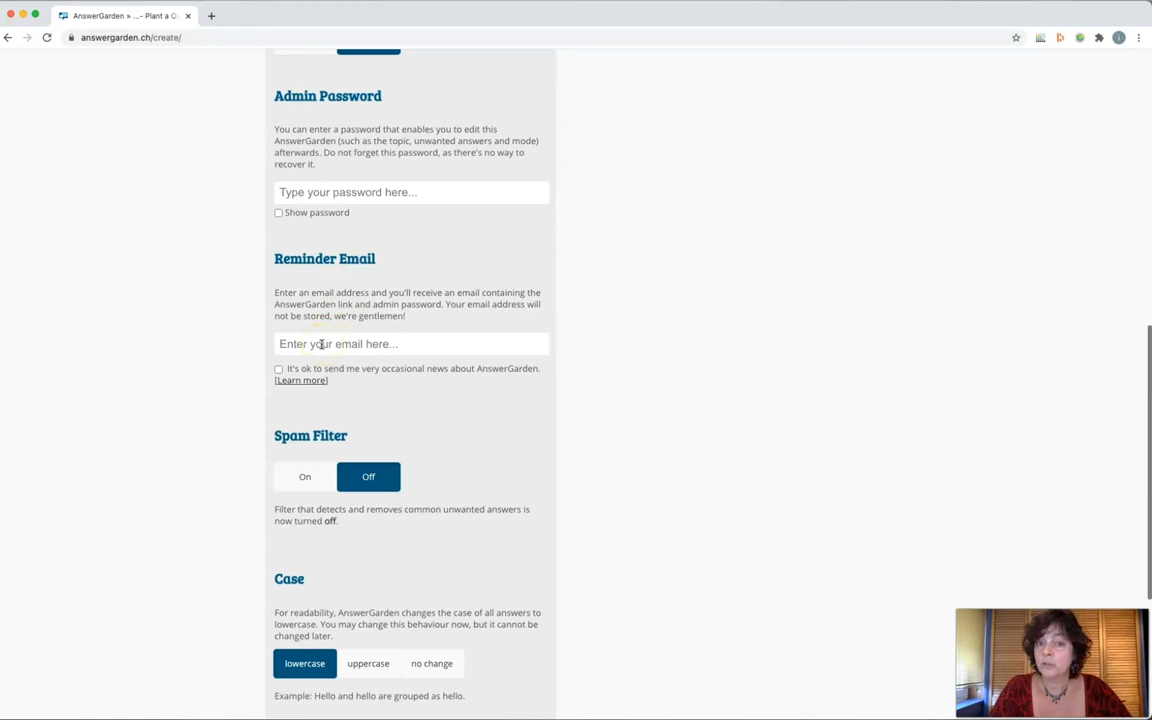 AnswerGarden » ...- Plant a Qu
answergarden.ch/create/
Admin Password
You can enter a password that enables you to edit this
AnswerGarden (such as the topic, unwanted answers and mode)
afterwards. Do not forget this password, as there's no way to
recover it.
Type your password here...
Show password
Reminder Email
Enter an email address and you'll receive an email containing the
AnswerGarden link and admin password. Your email address will
not be stored, we're gentlemen!
Enter your email here...
It's ok to send me very occasional news about AnswerGarden.
[Learn more]
Spam Filter
On Off
Filter that detects and removes common unwanted answers is
now turned off.
Case
For readability, AnswerGarden changes the case of all answers to
lowercase. You may change this behaviour now, but it cannot be
changed later.
lowercase uppercase no change
Example: Hello and hello are grouped as hello.